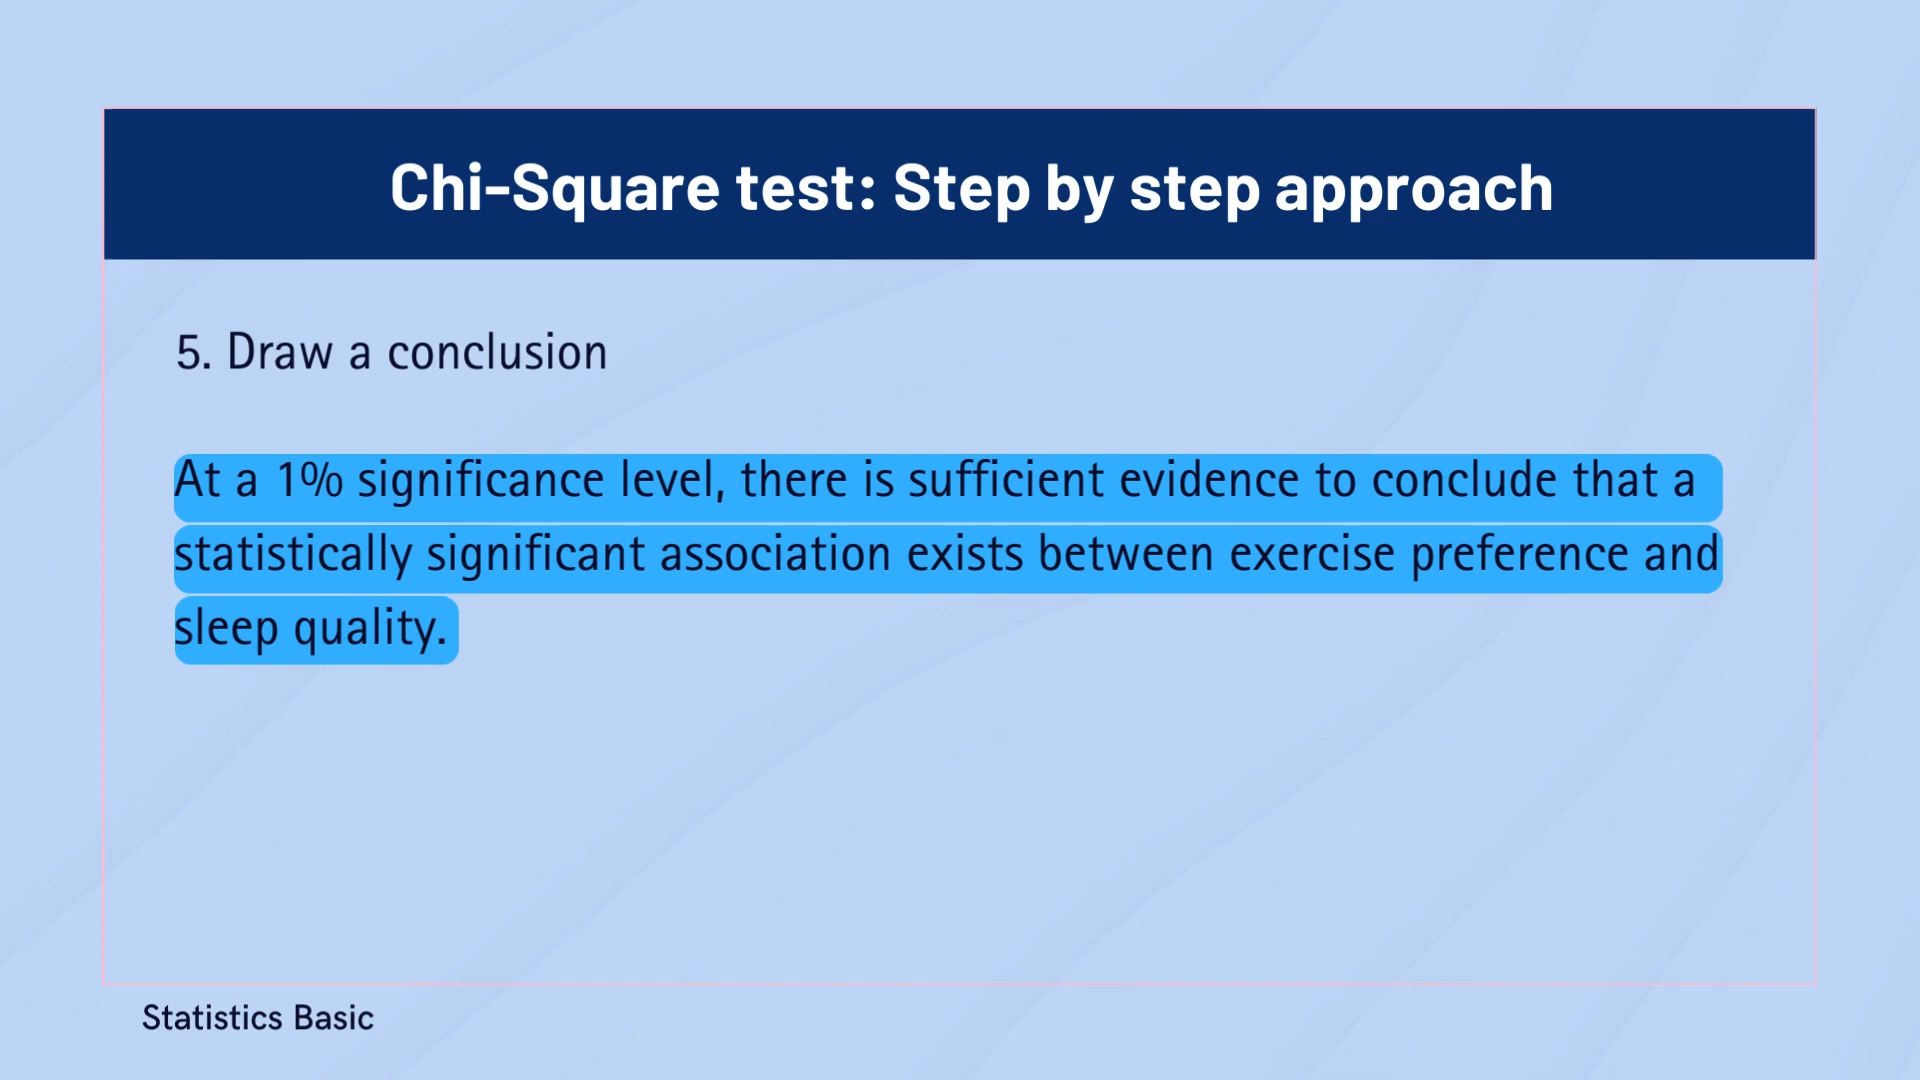 Chi-Square test: Step by step approach
5. Draw a conclusion
At a 1% significance level, there is sufficient evidence to conclude that a
statistically significant association exists between exercise preference and
sleep quality.
Statistics Basic